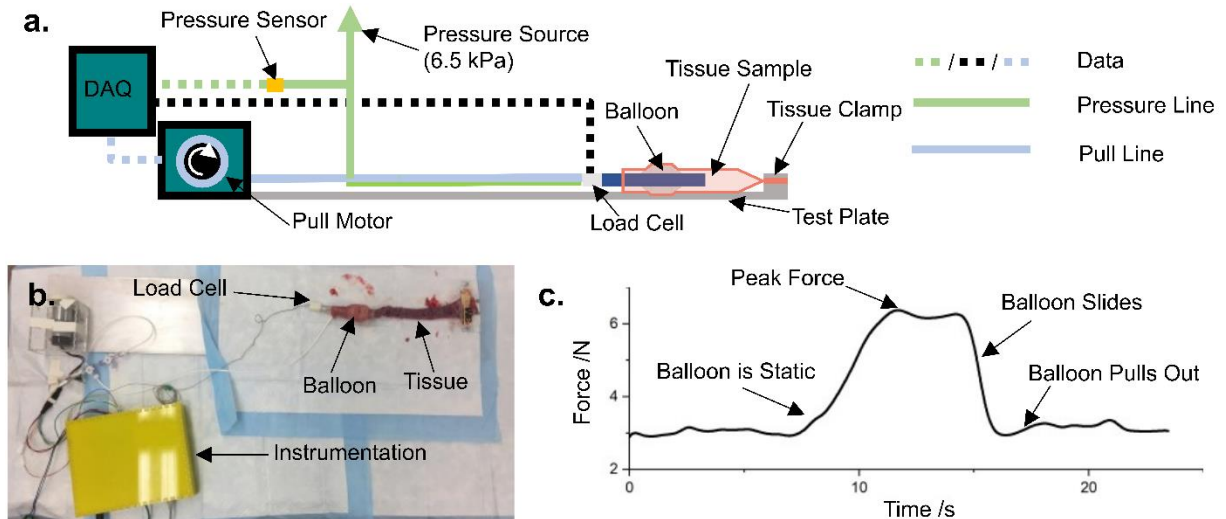 a.
Pressure Sensor
Pressure Source
(6.5 kPa)
DAQ
Tissue Sample
Balloon
Tissue Clamp
Pull Motor
Load Cell
Test Plate
/ / Data
Pressure Line
Pull Line
b.
Load Cell
Balloon
Tissue
Instrumentation
c.
Peak Force
Balloon Slides
Balloon is Static
Balloon Pulls Out
Force /N
6
4
2
0
10
20
Time /s